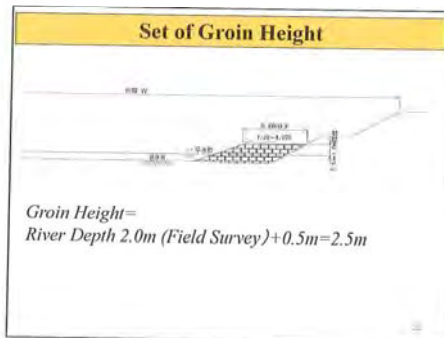 Set of Groin Height
Groin Height=
River Depth 2.0m (Field Survey)+0.5m=2.5m